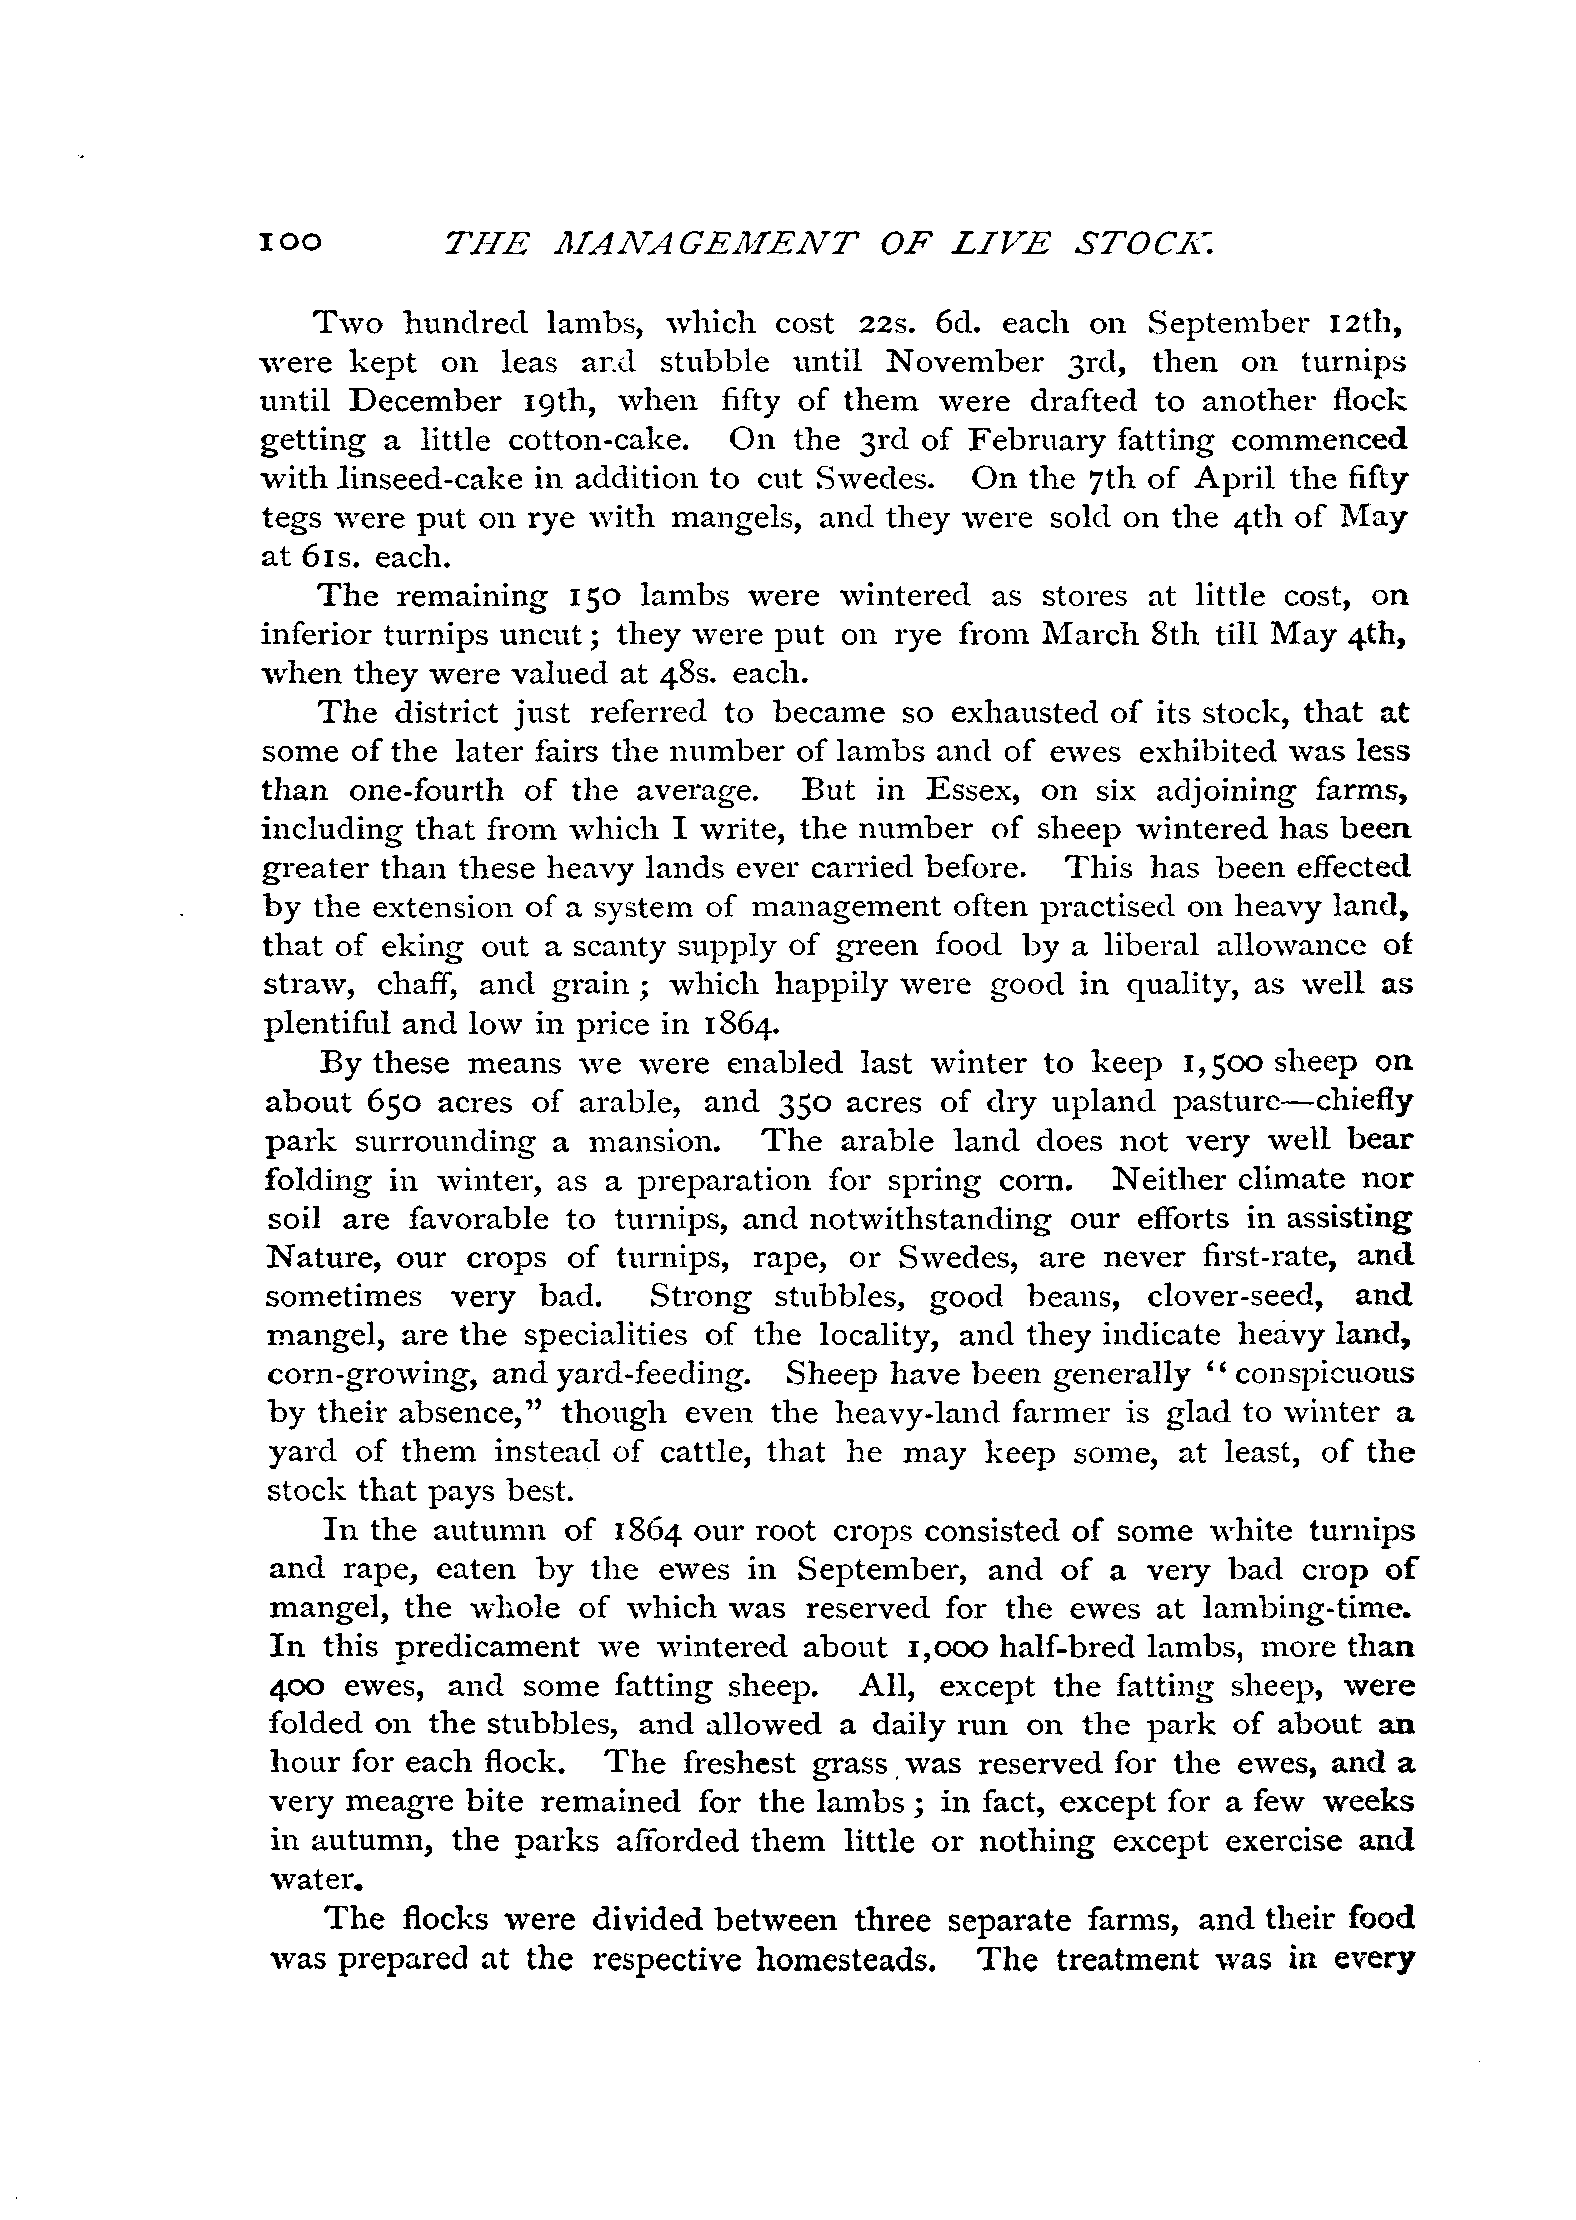 100 THE MANAGEMENT OF LIVE STOCK.
Two hundred lambs, which cost 22s. 6d. each on September 12th,
were kept on leas and stubble until November 3rd, then on turnips
until December 19th, when fifty of them were drafted to another flock
getting a little cotton-cake. On the 3rd of February fatting commenced
with linseed-cake in addition to cut Swedes. On the 7th of April the fifty
tegs were put on rye with mangels, and they were sold on the 4th of May
at 61s. each.
The remaining 150 lambs were wintered as stores at little cost, on
inferior turnips uncut; they were put on rye from March 8th till May 4th,
when they were valued at 48s. each.
The district just referred to became so exhausted of its stock, that at
some of the later fairs the number of lambs and of ewes exhibited was less
than one-fourth of the average. But in Essex, on six adjoining farms,
including that from which I write, the number of sheep wintered has been
greater than these heavy lands ever carried before. This has been effected
by the extension of a system of management often practised on heavy land,
that of eking out a scanty supply of green food by a liberal allowance of
straw, chaff, and grain; which happily were good in quality, as well as
plentiful and low in price in 1864.
By these means we were enabled last winter to keep 1,500 sheep on
about 650 acres of arable, and 350 acres of dry upland pasture—chiefly
park surrounding a mansion. The arable land does not very well bear
folding in winter, as a preparation for spring corn. Neither climate nor
soil are favorable to turnips, and notwithstanding our efforts in assisting
Nature, our crops of turnips, rape, or Swedes, are never first-rate, and
sometimes very bad. Strong stubbles, good beans, clover-seed, and
mangel, are the specialities of the locality, and they indicate heavy land,
corn-growing, and yard-feeding. Sheep have been generally "conspicuous
by their absence," though even the heavy-land farmer is glad to winter a
yard of them instead of cattle, that he may keep some, at least, of the
stock that pays best.
In the autumn of 1864 our root crops consisted of some white turnips
and rape, eaten by the ewes in September, and of a very bad crop of
mangel, the whole of which was reserved for the ewes at lambing-time.
In this predicament we wintered about 1,000 half-bred lambs, more than
400 ewes, and some fatting sheep. All, except the fatting sheep, were
folded on the stubbles, and allowed a daily run on the park of about an
hour for each flock. The freshest grass was reserved for the ewes, and a
very meagre bite remained for the lambs; in fact, except for a few weeks
in autumn, the parks afforded them little or nothing except exercise and
water.
The flocks were divided between three separate farms, and their food
was prepared at the respective homesteads. The treatment was in every